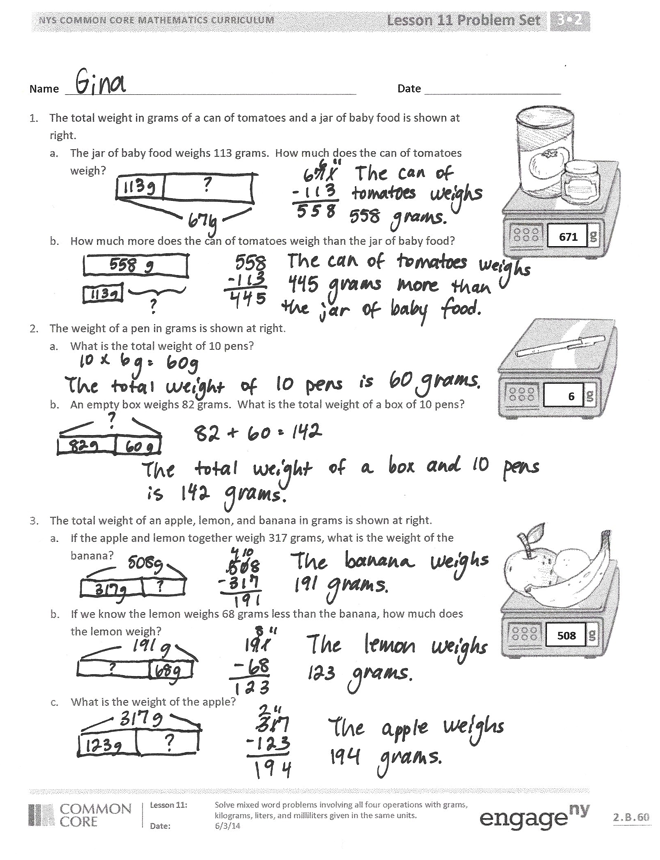 NYS COMMON CORE MATHEMATICS CURRICULUM Lesson 11 Problem Set 3•2
Name Gina Date
1. The total weight in grams of a can of tomatoes and a jar of baby food is shown at
right.
a. The jar of baby food weighs 113 grams. How much does the can of tomatoes
weigh?
113g ?
671g
6 11
671
-113
558
The can of
tomatoes weighs
558 grams.
671 g
b. How much more does the can of tomatoes weigh than the jar of baby food?
558 g
113g
?
558
-113
445
The can of tomatoes weighs
445 grams more than
the jar of baby food.
2. The weight of a pen in grams is shown at right.
a. What is the total weight of 10 pens?
10 x 6g = 60g
The total weight of 10 pens is 60 grams.
6 g
b. An empty box weighs 82 grams. What is the total weight of a box of 10 pens?
?
82g 60g
82 + 60 = 142
The total weight of a box and 10 pens
is 142 grams.
3. The total weight of an apple, lemon, and banana in grams is shown at right.
a. If the apple and lemon together weigh 317 grams, what is the weight of the
banana?
508g
317g ?
4 10
508
-317
191
The banana weighs
191 grams.
508 g
b. If we know the lemon weighs 68 grams less than the banana, how much does
the lemon weigh?
191g
? 68g
8 11
191
-68
123
The lemon weighs
123 grams.
c. What is the weight of the apple?
317g
123g ?
2 11
317
-123
194
The apple weighs
194 grams.
COMMON
CORE
Lesson 11: Solve mixed word problems involving all four operations with grams,
kilograms, liters, and milliliters given in the same units.
Date: 6/3/14
engage ny
2.B.60